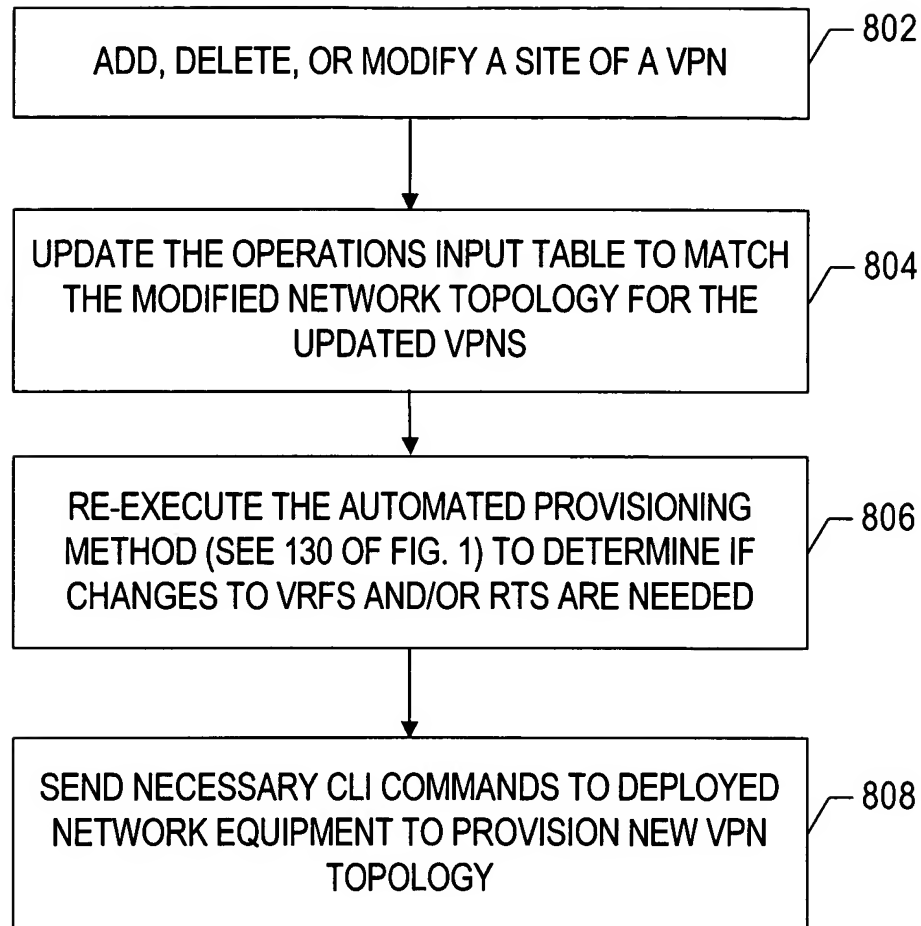 ADD, DELETE, OR MODIFY A SITE OF A VPN
802
UPDATE THE OPERATIONS INPUT TABLE TO MATCH
THE MODIFIED NETWORK TOPOLOGY FOR THE
UPDATED VPNS
804
RE-EXECUTE THE AUTOMATED PROVISIONING
METHOD (SEE 130 OF FIG. 1) TO DETERMINE IF
CHANGES TO VRFS AND/OR RTS ARE NEEDED
806
SEND NECESSARY CLI COMMANDS TO DEPLOYED
NETWORK EQUIPMENT TO PROVISION NEW VPN
TOPOLOGY
808